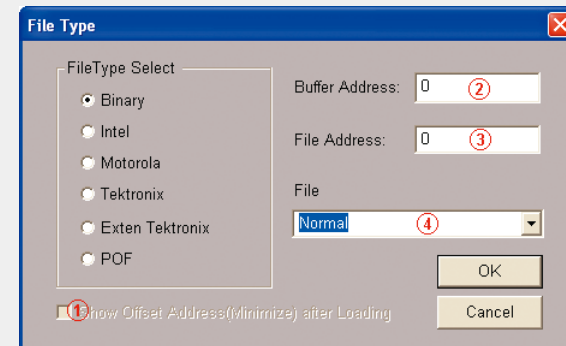 File Type
FileType Select
Binary
Intel
Motorola
Tektronix
Exten Tektronix
POF
Buffer Address: 0 ②
File Address: 0 ③
File
Normal ④
OK
① Show Offset Address(Minimize) after Loading
Cancel